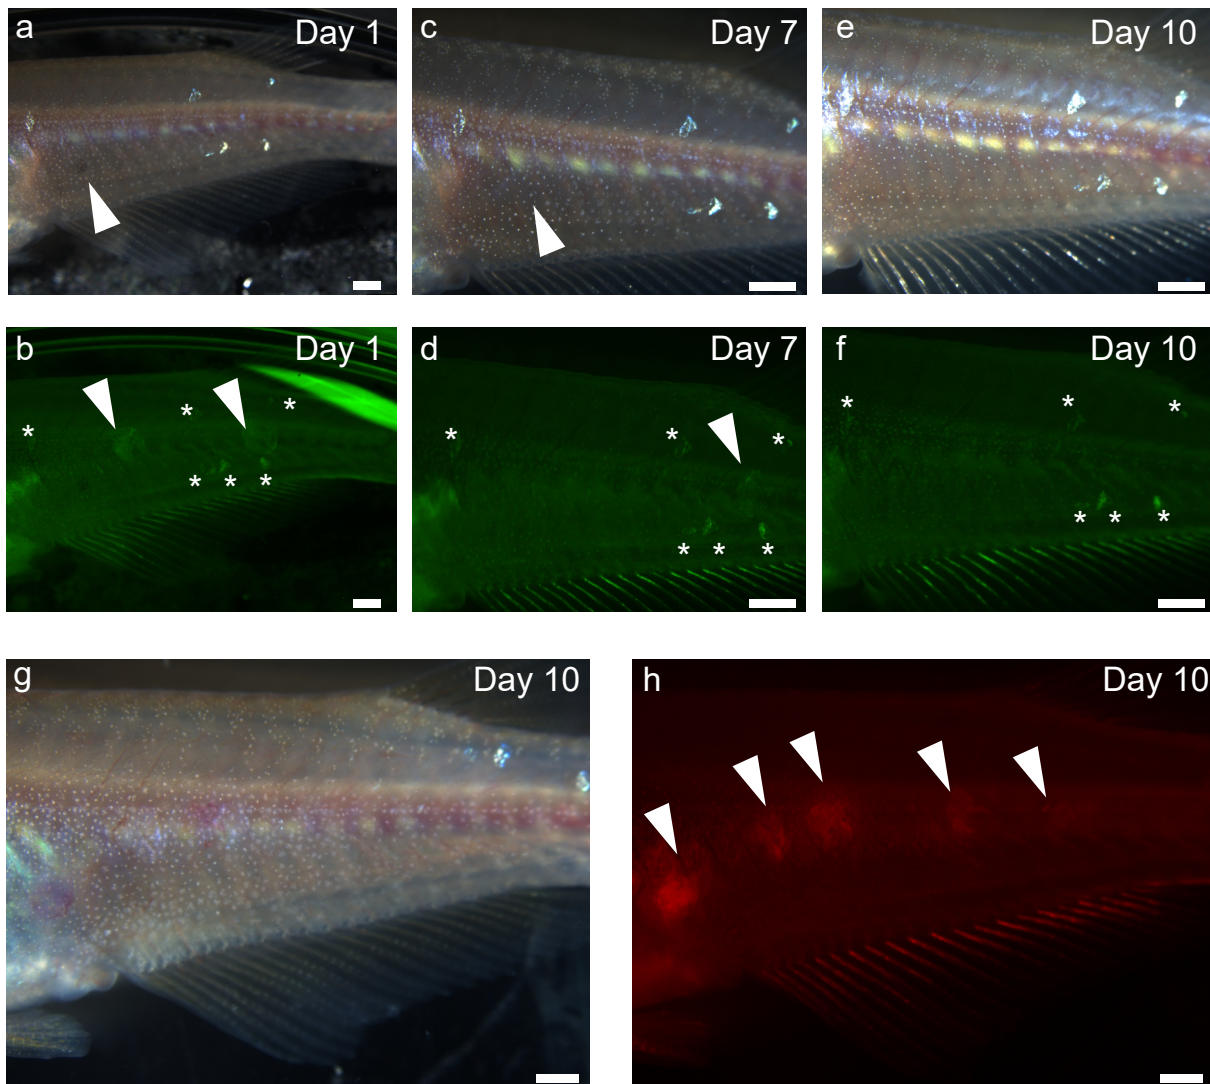 a Day 1
c Day 7
e Day 10
b Day 1
* * * * * *
d Day 7
* * * * * *
f Day 10
* * * * * *
g Day 10
h Day 10